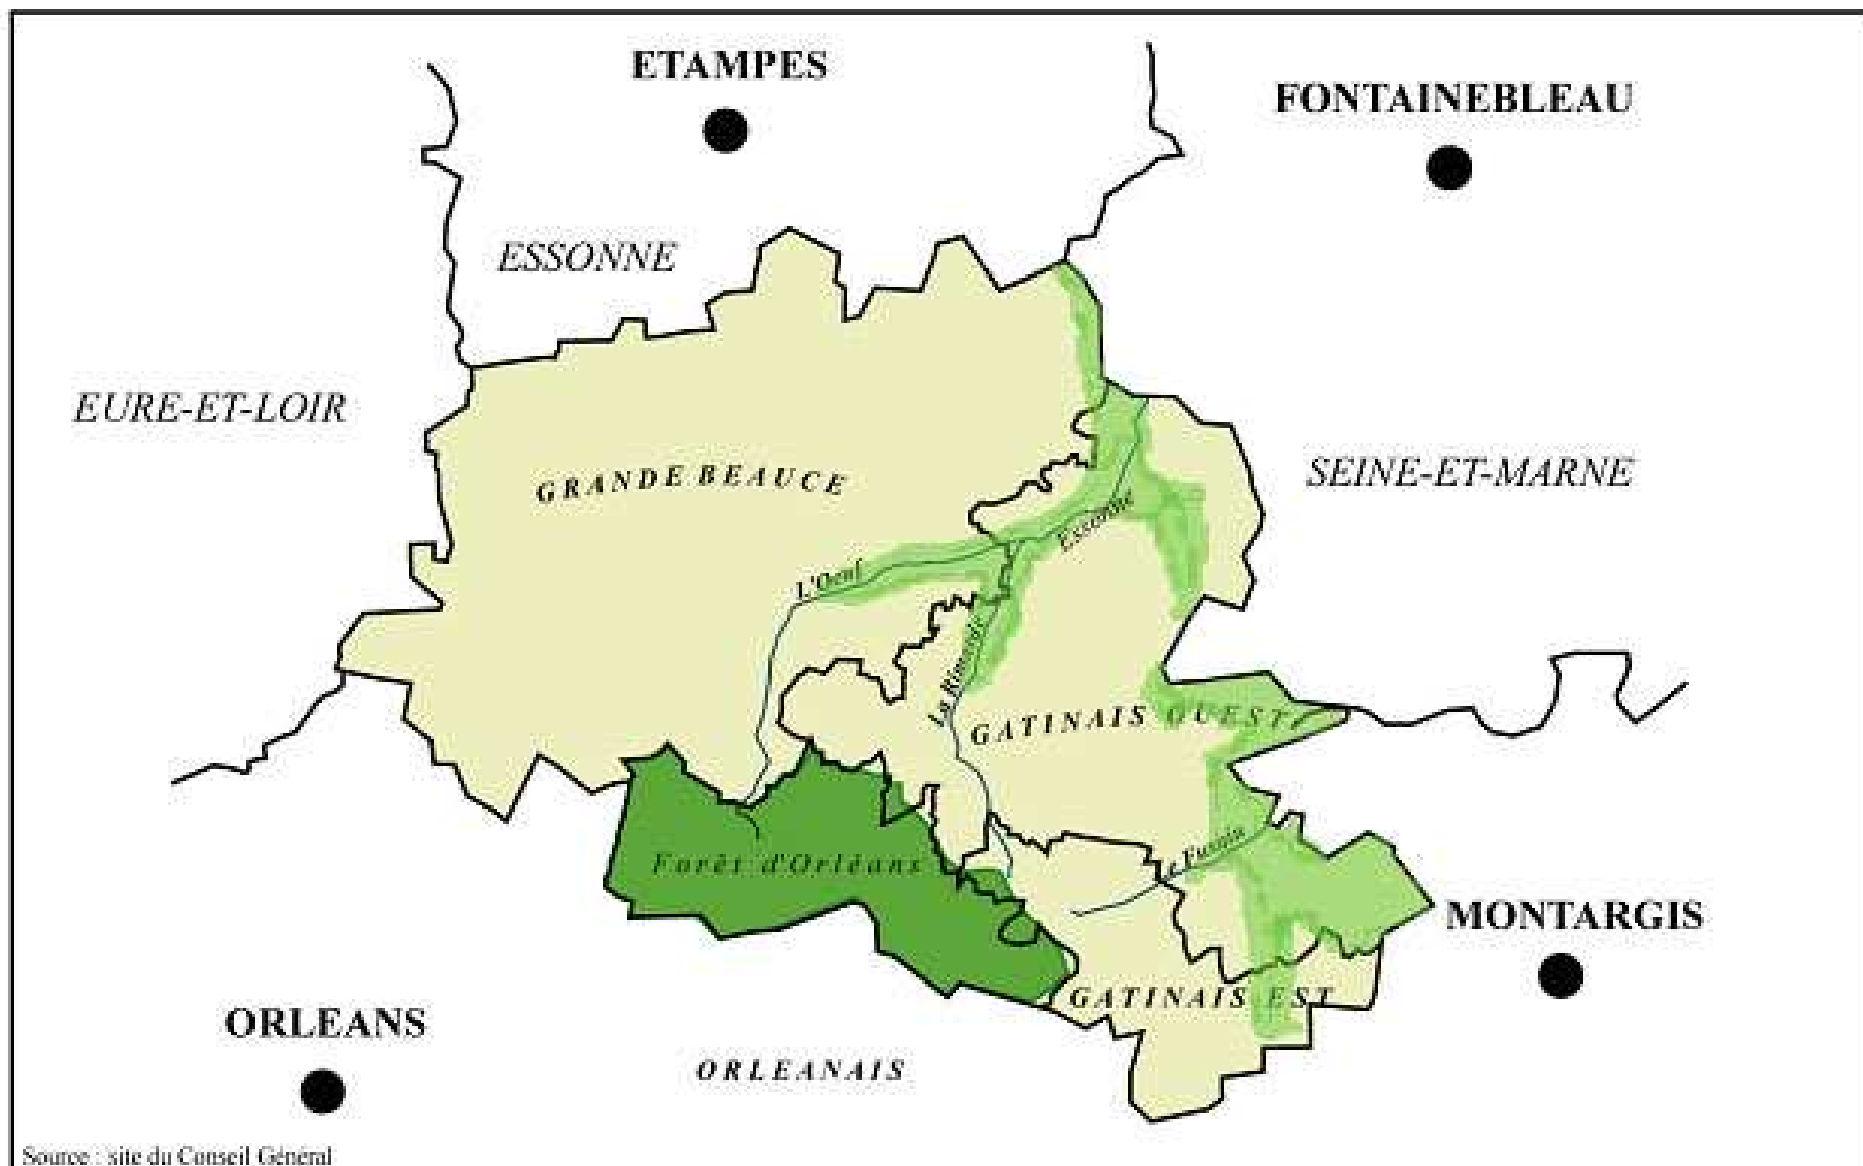 ETAMPES
FONTAINEBLEAU
ESSONNE
EURE-ET-LOIR
SEINE-ET-MARNE
GRANDE BEAUCE
Essonne
L'Oeuf
La Rimarde
GATINAIS OUEST
Forêt d'Orléans
Le Fusain
MONTARGIS
GATINAIS EST
ORLEANS
ORLEANAIS
Source : site du Conseil Général